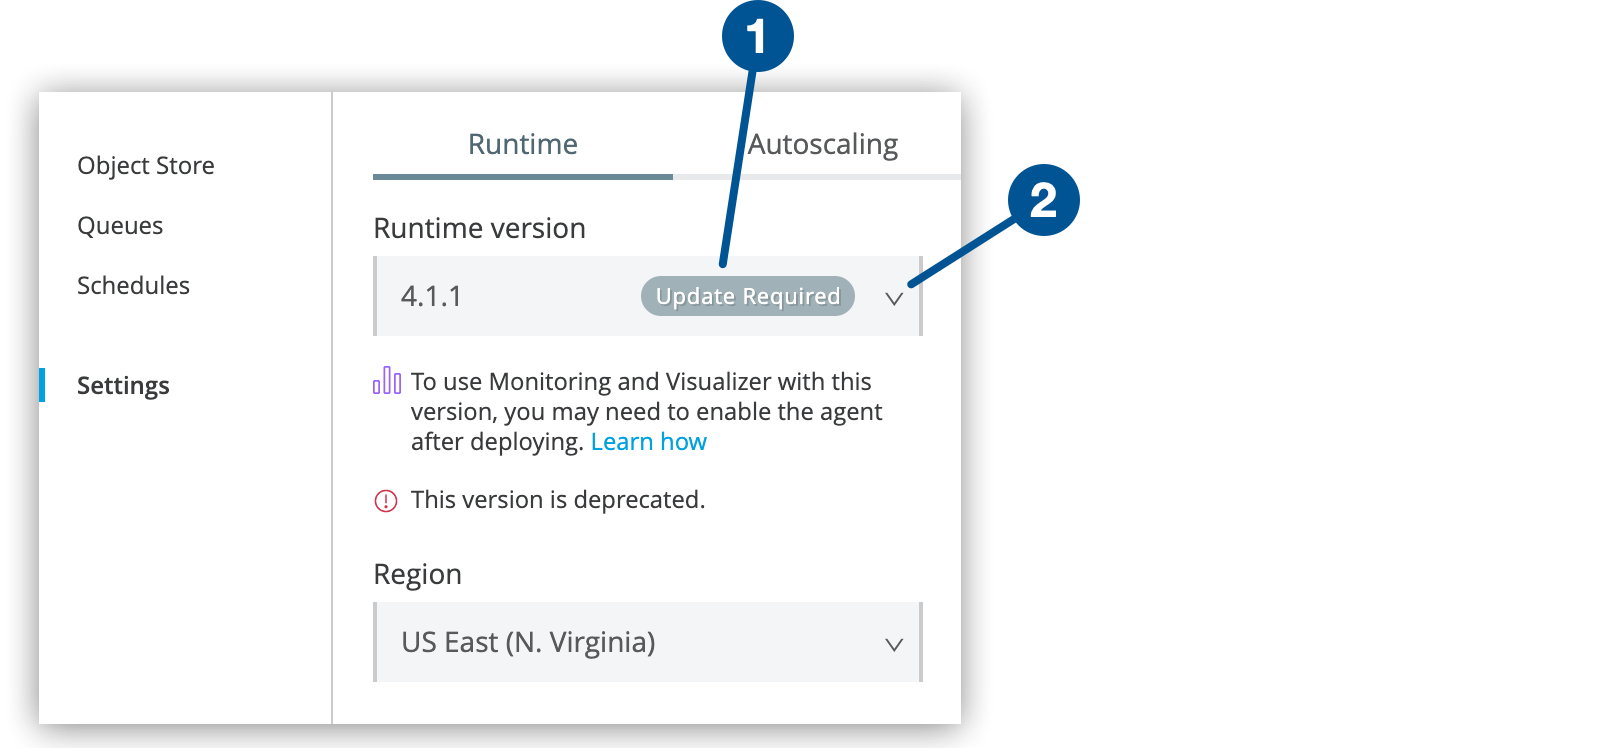 1
2
Object Store
Queues
Schedules
Settings
Runtime
Autoscaling
Runtime version
4.1.1
Update Required
To use Monitoring and Visualizer with this
version, you may need to enable the agent
after deploying. Learn how
This version is deprecated.
Region
US East (N. Virginia)